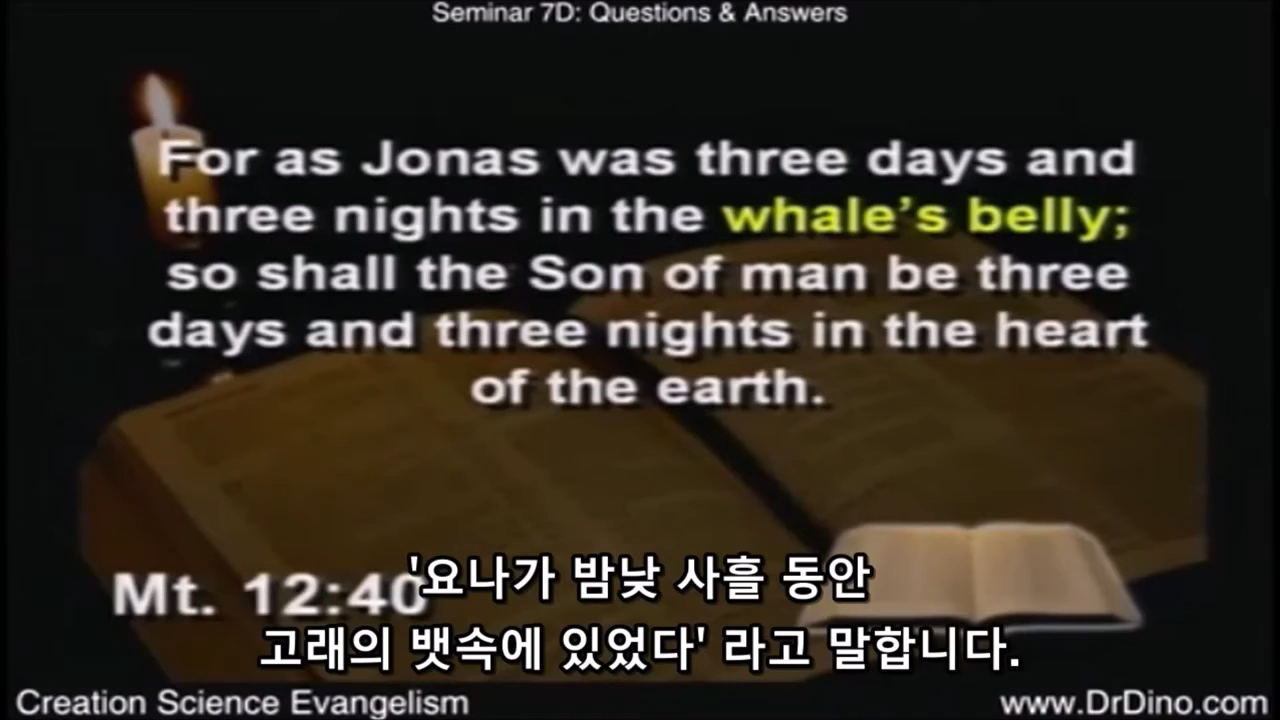 Seminar 7D: Questions & Answers
For as Jonas was three days and
three nights in the whale's belly;
so shall the Son of man be three
days and three nights in the heart
of the earth.
Mt. 12:40
'요나가 밤낮 사흘 동안
고래의 뱃속에 있었다' 라고 말합니다.
Creation Science Evangelism
www.DrDino.com